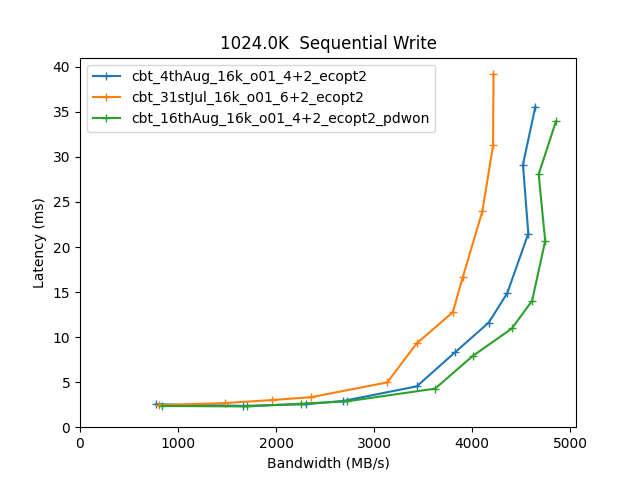 1024.0K  Sequential Write
cbt_4thAug_16k_o01_4+2_ecopt2
cbt_31stJul_16k_o01_6+2_ecopt2
cbt_16thAug_16k_o01_4+2_ecopt2_pdwon
Latency (ms)
40
35
30
25
20
15
10
5
0
0 1000 2000 3000 4000 5000
Bandwidth (MB/s)